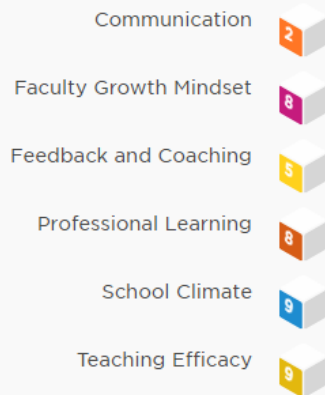 Communication 2
Faculty Growth Mindset 8
Feedback and Coaching 5
Professional Learning 8
School Climate 9
Teaching Efficacy 9